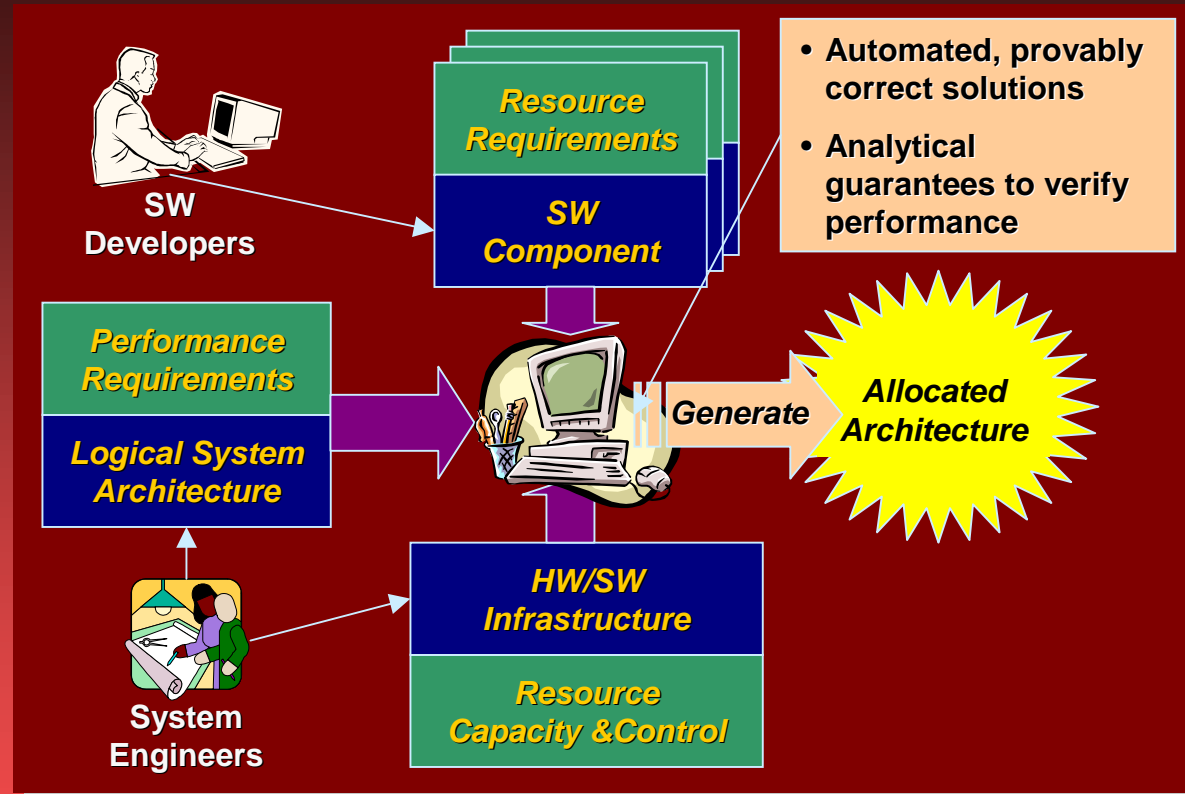 Resource
Requirements
SW
Component
• Automated, provably
correct solutions
• Analytical
guarantees to verify
performance
SW
Developers
Performance
Requirements
Logical System
Architecture
Generate
Allocated
Architecture
HW/SW
Infrastructure
Resource
Capacity &Control
System
Engineers